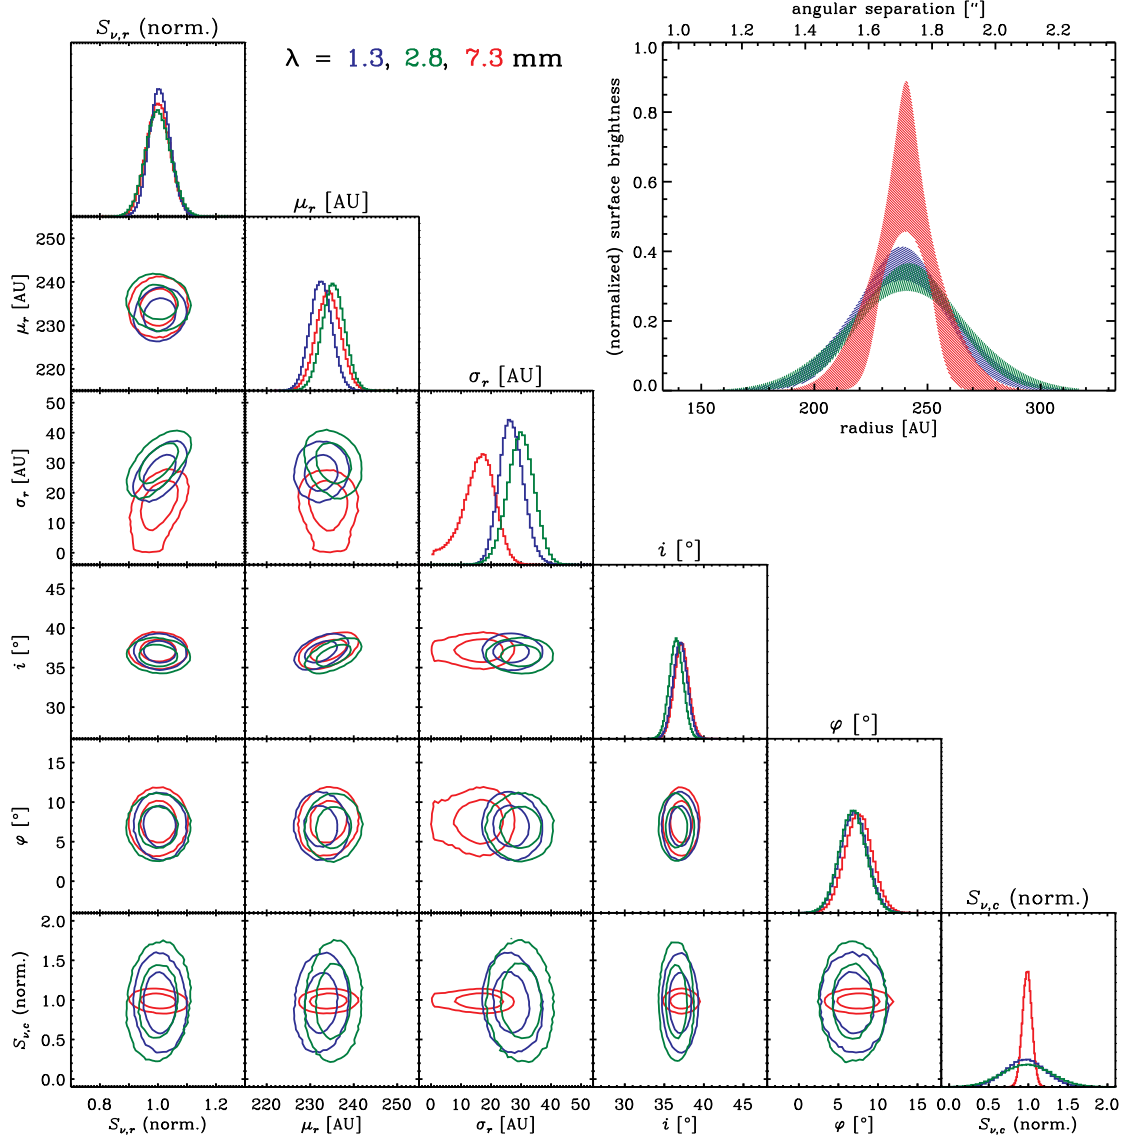 angular separation [“]
1.0 1.2 1.4 1.6 1.8 2.0 2.2
S_{ν,r} (norm.)
λ = 1.3, 2.8, 7.3 mm
1.0
0.8
0.6
0.4
0.2
0.0
(normalized) surface brightness
150 200 250 300
radius [AU]
μ_r [AU]
250
240
230
220
μ_r [AU]
σ_r [AU]
50
40
30
20
10
0
σ_r [AU]
i [°]
45
40
35
30
i [°]
φ [°]
15
10
5
0
φ [°]
S_{ν,c} (norm.)
2.0
1.5
1.0
0.5
0.0
S_{ν,c} (norm.)
0.8 1.0 1.2 220 230 240 250 0 10 20 30 40 50 30 35 40 45 0 5 10 15 0.0 0.5 1.0 1.5 2.0
S_{ν,r} (norm.) μ_r [AU] σ_r [AU] i [°] φ [°] S_{ν,c} (norm.)